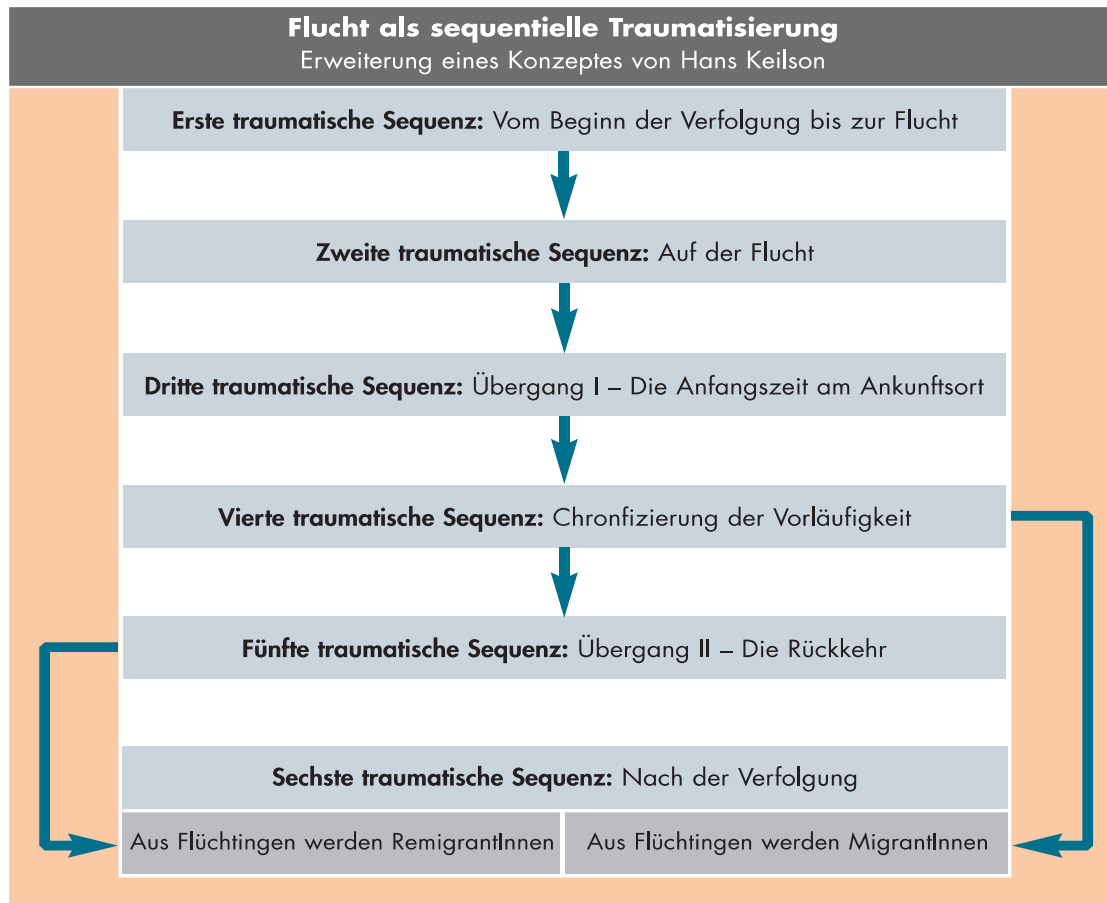 Flucht als sequentielle Traumatisierung
Erweiterung eines Konzeptes von Hans Keilson
Erste traumatische Sequenz: Vom Beginn der Verfolgung bis zur Flucht
Zweite traumatische Sequenz: Auf der Flucht
Dritte traumatische Sequenz: Übergang I – Die Anfangszeit am Ankunftsort
Vierte traumatische Sequenz: Chronfizierung der Vorläufigkeit
Fünfte traumatische Sequenz: Übergang II – Die Rückkehr
Sechste traumatische Sequenz: Nach der Verfolgung
Aus Flüchtingen werden RemigrantInnen
Aus Flüchtingen werden MigrantInnen